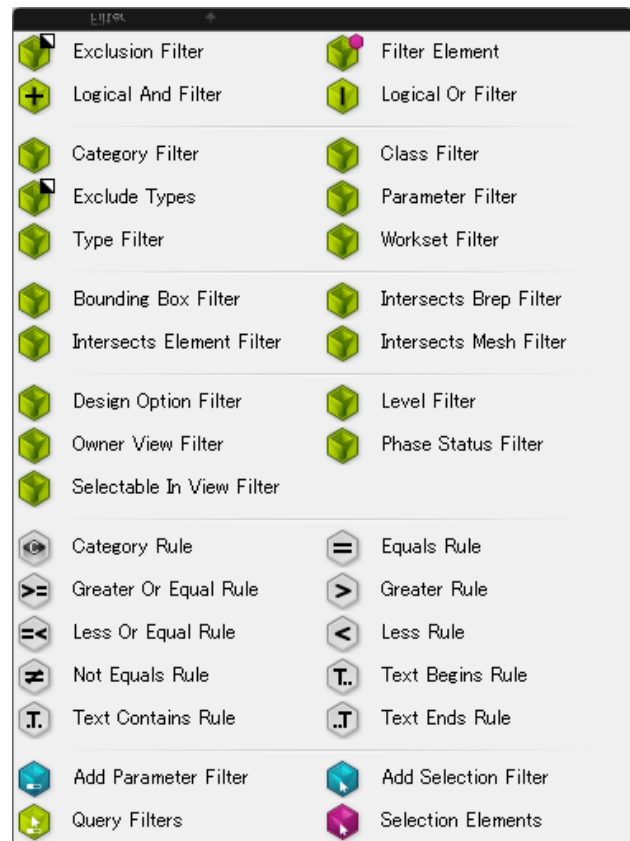 Filter
Exclusion Filter Filter Element
Logical And Filter Logical Or Filter
Category Filter Class Filter
Exclude Types Parameter Filter
Type Filter Workset Filter
Bounding Box Filter Intersects Brep Filter
Intersects Element Filter Intersects Mesh Filter
Design Option Filter Level Filter
Owner View Filter Phase Status Filter
Selectable In View Filter
Category Rule = Equals Rule
>= Greater Or Equal Rule > Greater Rule
=< Less Or Equal Rule < Less Rule
≠ Not Equals Rule T.. Text Begins Rule
.T. Text Contains Rule ..T Text Ends Rule
Add Parameter Filter Add Selection Filter
Query Filters Selection Elements